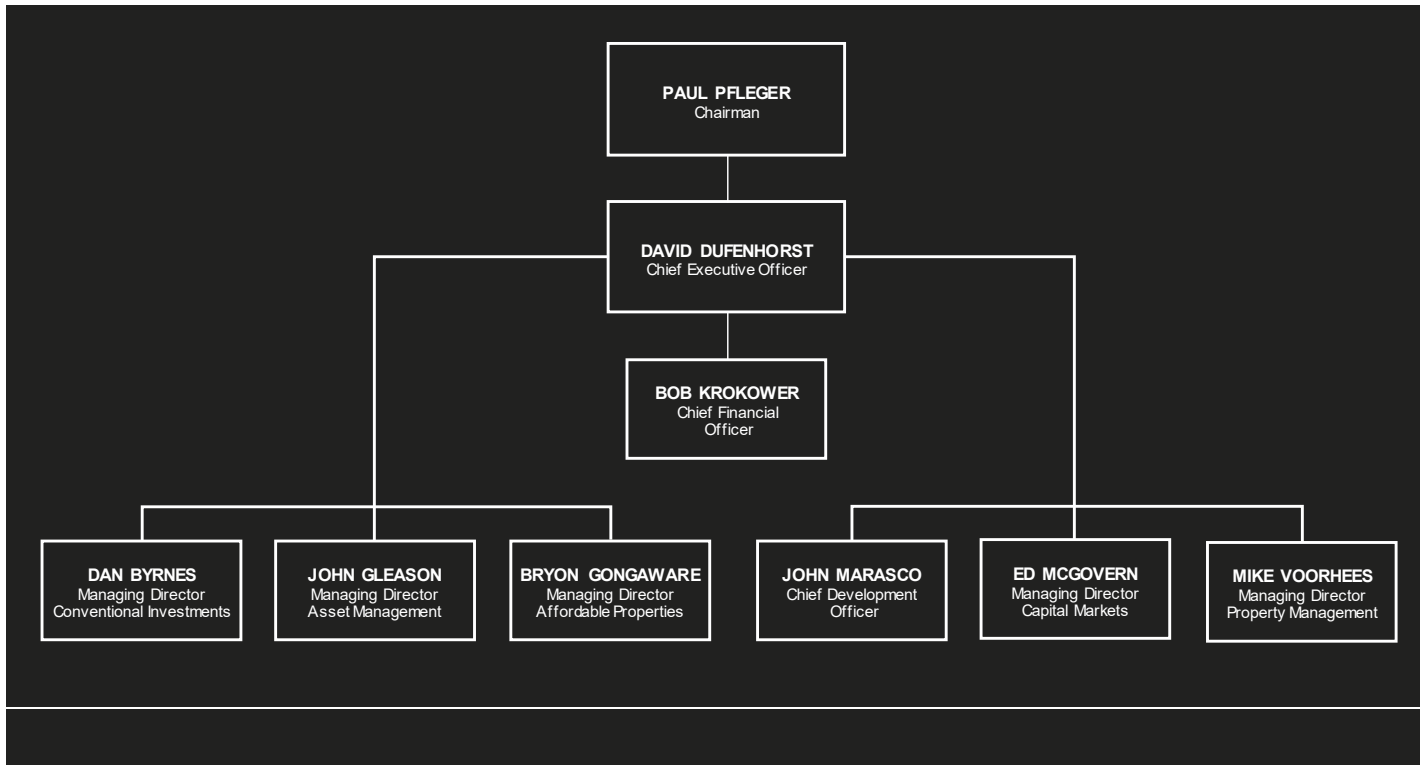 PAUL PFLEGER
Chairman
DAVID DUFENHORST
Chief Executive Officer
BOB KROKOWER
Chief Financial
Officer
DAN BYRNES
Managing Director
Conventional Investments
JOHN GLEASON
Managing Director
Asset Management
BRYON GONGAWARE
Managing Director
Affordable Properties
JOHN MARASCO
Chief Development
Officer
ED MCGOVERN
Managing Director
Capital Markets
MIKE VOORHEES
Managing Director
Property Management